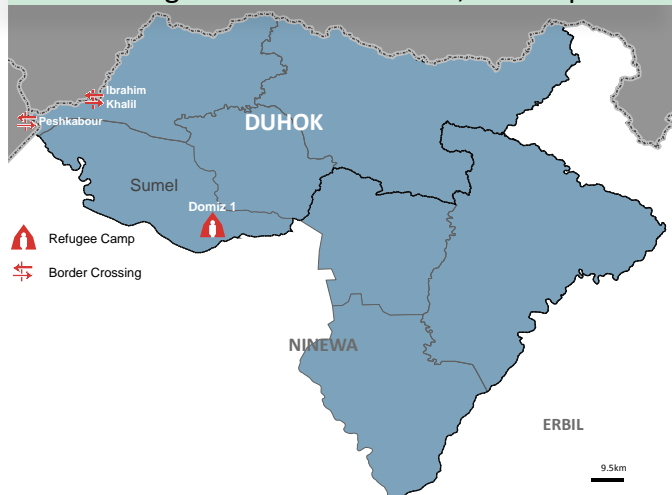 Ibrahim
Khalil
Peshkabour
DUHOK
Sumel
Domiz 1
Refugee Camp
Border Crossing
NINEWA
ERBIL
9.5km